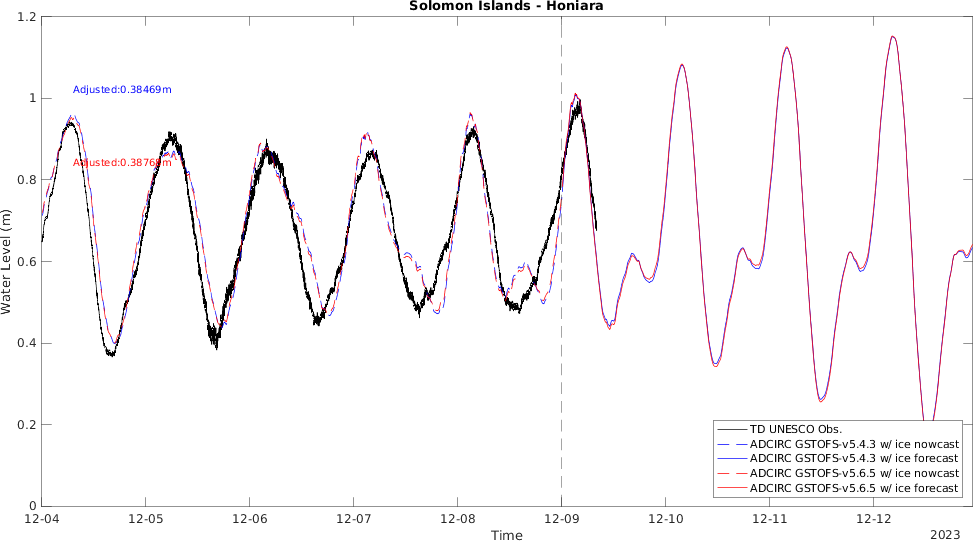 Solomon Islands - Honiara
1.2
1
0.8
0.6
0.4
0.2
0
Water Level (m)
Adjusted:0.38469m
TD UNESCO Obs.
ADCIRC GSTOFS-v5.4.3 w/ ice nowcast
ADCIRC GSTOFS-v5.4.3 w/ ice forecast
ADCIRC GSTOFS-v5.6.5 w/ ice nowcast
ADCIRC GSTOFS-v5.6.5 w/ ice forecast
12-04 12-05 12-06 12-07 12-08 12-09 12-10 12-11 12-12
Time
2023